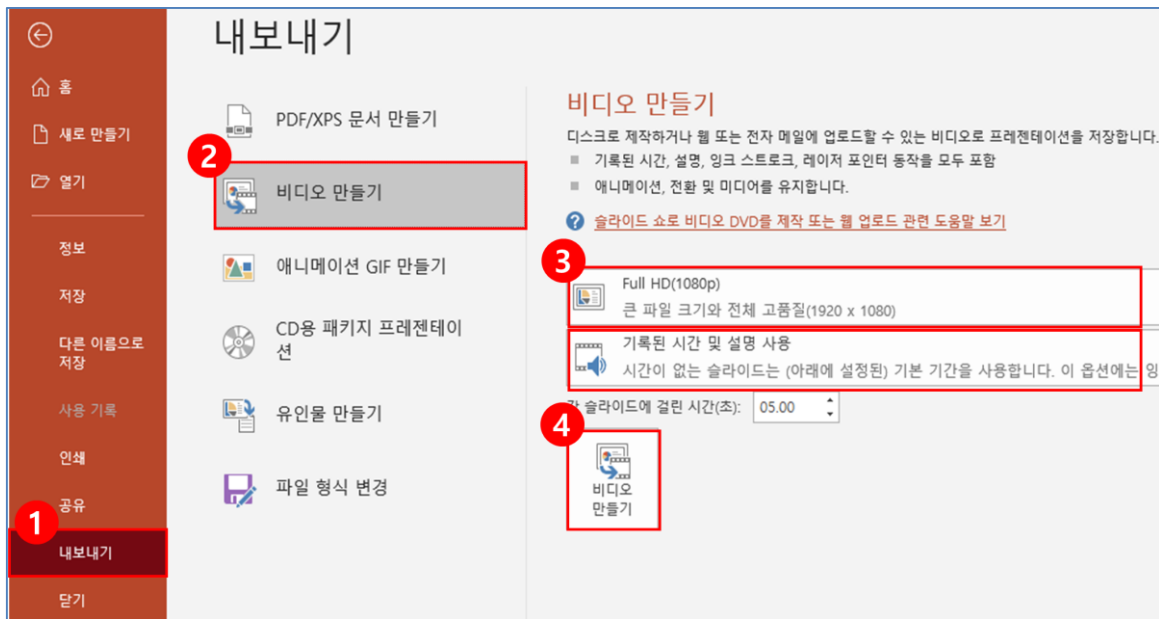 내보내기
홈
새로 만들기
열기
정보
저장
다른 이름으로
저장
사용 기록
인쇄
공유
1
내보내기
닫기
PDF/XPS 문서 만들기
2
비디오 만들기
애니메이션 GIF 만들기
CD용 패키지 프레젠테이
션
유인물 만들기
파일 형식 변경
비디오 만들기
디스크로 제작하거나 웹 또는 전자 메일에 업로드할 수 있는 비디오로 프레젠테이션을 저장합니다.
기록된 시간, 설명, 잉크 스트로크, 레이저 포인터 동작을 모두 포함
애니메이션, 전환 및 미디어를 유지합니다.
슬라이드 쇼로 비디오 DVD를 제작 또는 웹 업로드 관련 도움말 보기
3
Full HD(1080p)
큰 파일 크기와 전체 고품질(1920 x 1080)
기록된 시간 및 설명 사용
시간이 없는 슬라이드는 (아래에 설정된) 기본 기간을 사용합니다. 이 옵션에는 잉
슬라이드에 걸린 시간(초): 05.00
4
비디오
만들기